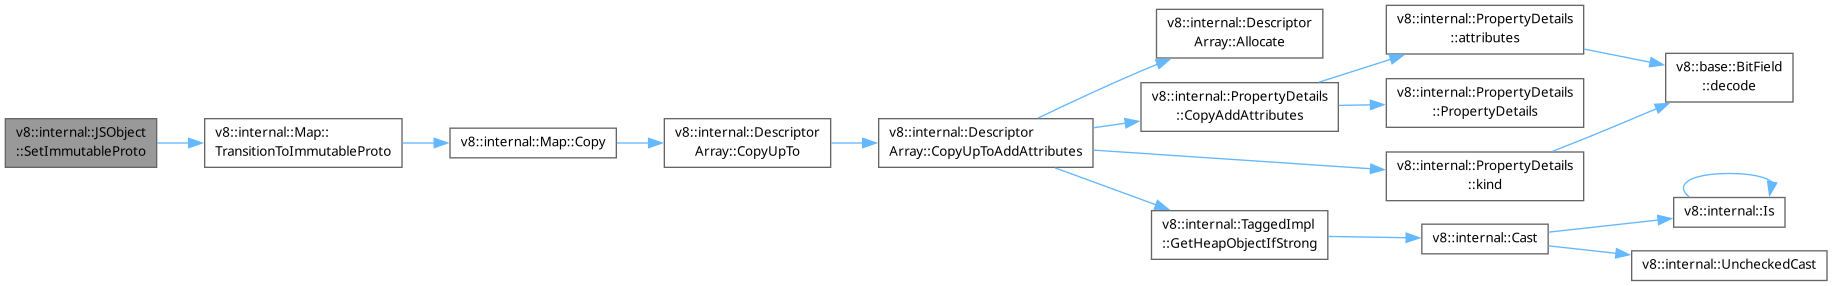 v8::internal::JSObject
::SetImmutableProto
v8::internal::Map::
TransitionToImmutableProto
v8::internal::Map::Copy
v8::internal::Descriptor
Array::CopyUpTo
v8::internal::Descriptor
Array::CopyUpToAddAttributes
v8::internal::Descriptor
Array::Allocate
v8::internal::PropertyDetails
::CopyAddAttributes
v8::internal::PropertyDetails
::attributes
v8::internal::PropertyDetails
::PropertyDetails
v8::internal::PropertyDetails
::kind
v8::base::BitField
::decode
v8::internal::TaggedImpl
::GetHeapObjectIfStrong
v8::internal::Cast
v8::internal::Is
v8::internal::UncheckedCast